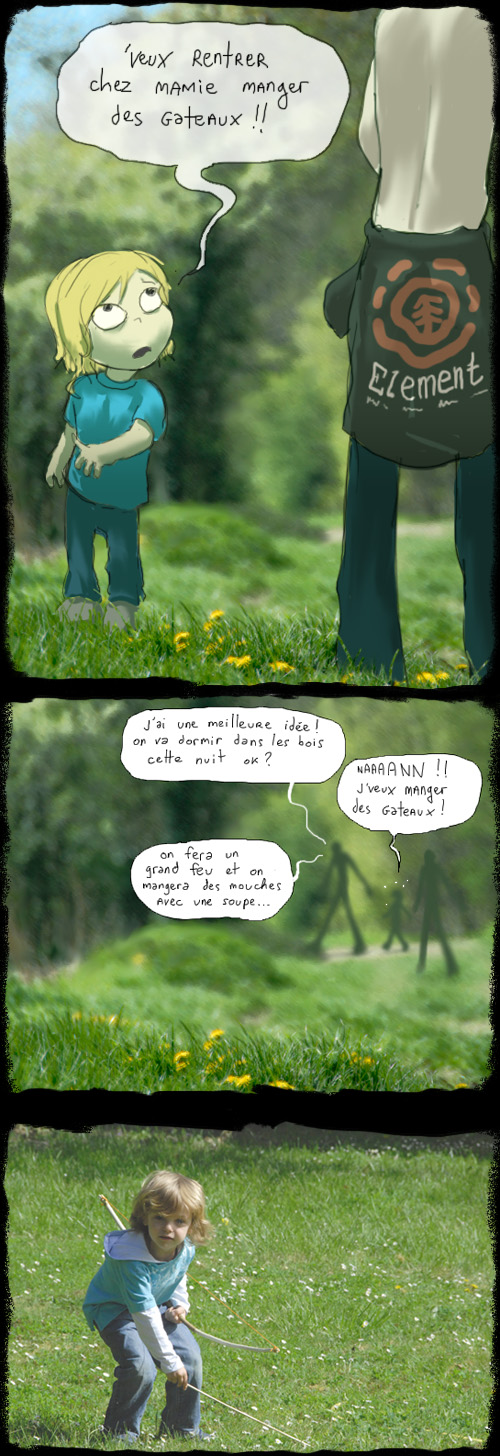 'veux RentRER
chez MAMIE manger
des GateAUX !!
Element
J'ai une meilleure idée !
on va dormir dans les bois
cette nuit ok ?
NAAAANN !!
J'veux manger
des GateAUX !
on fera un
grand feu et on
mangera des mouches
Avec une soupe...